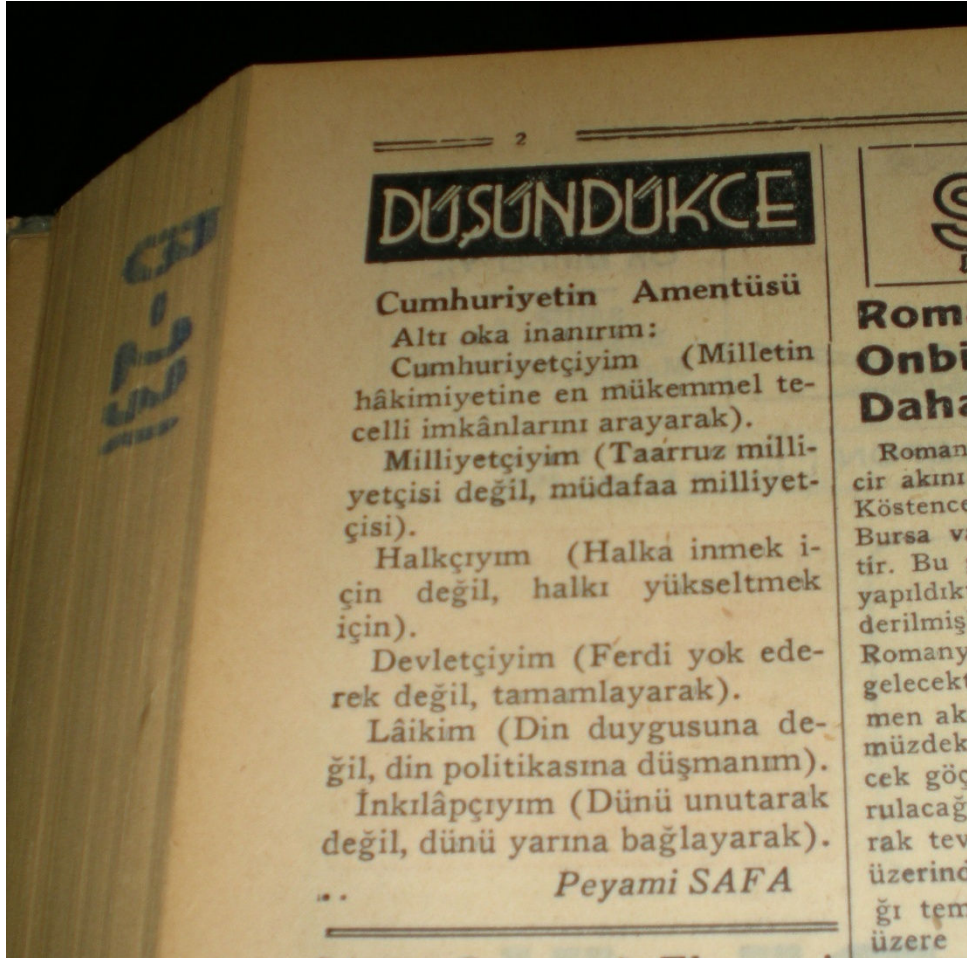 2
DÜŞÜNDÜKÇE
Cumhuriyetin Amentüsü
Altı oka inanırım:
Cumhuriyetçiyim (Milletin
hâkimiyetine en mükemmel te-
celli imkânlarını arayarak).
Milliyetçiyim (Taarruz milli-
yetçisi değil, müdafaa milliyet-
çisi).
Halkçıyım (Halka inmek i-
çin değil, halkı yükseltmek
için).
Devletçiyim (Ferdi yok ede-
rek değil, tamamlayarak).
Lâikim (Din duygusuna de-
ğil, din politikasına düşmanım).
İnkılâpçıyım (Dünü unutarak
değil, dünü yarına bağlayarak).
..
Peyami SAFA
S
Rom
Onbi
Daha
Roman
cir akını
Köstence
Bursa va
tir. Bu
yapıldık
derilmiş
Romany
gelecekt
men ak
müzdek
cek göç
rulacağ
rak tev
üzerind
ğı tem
üzere